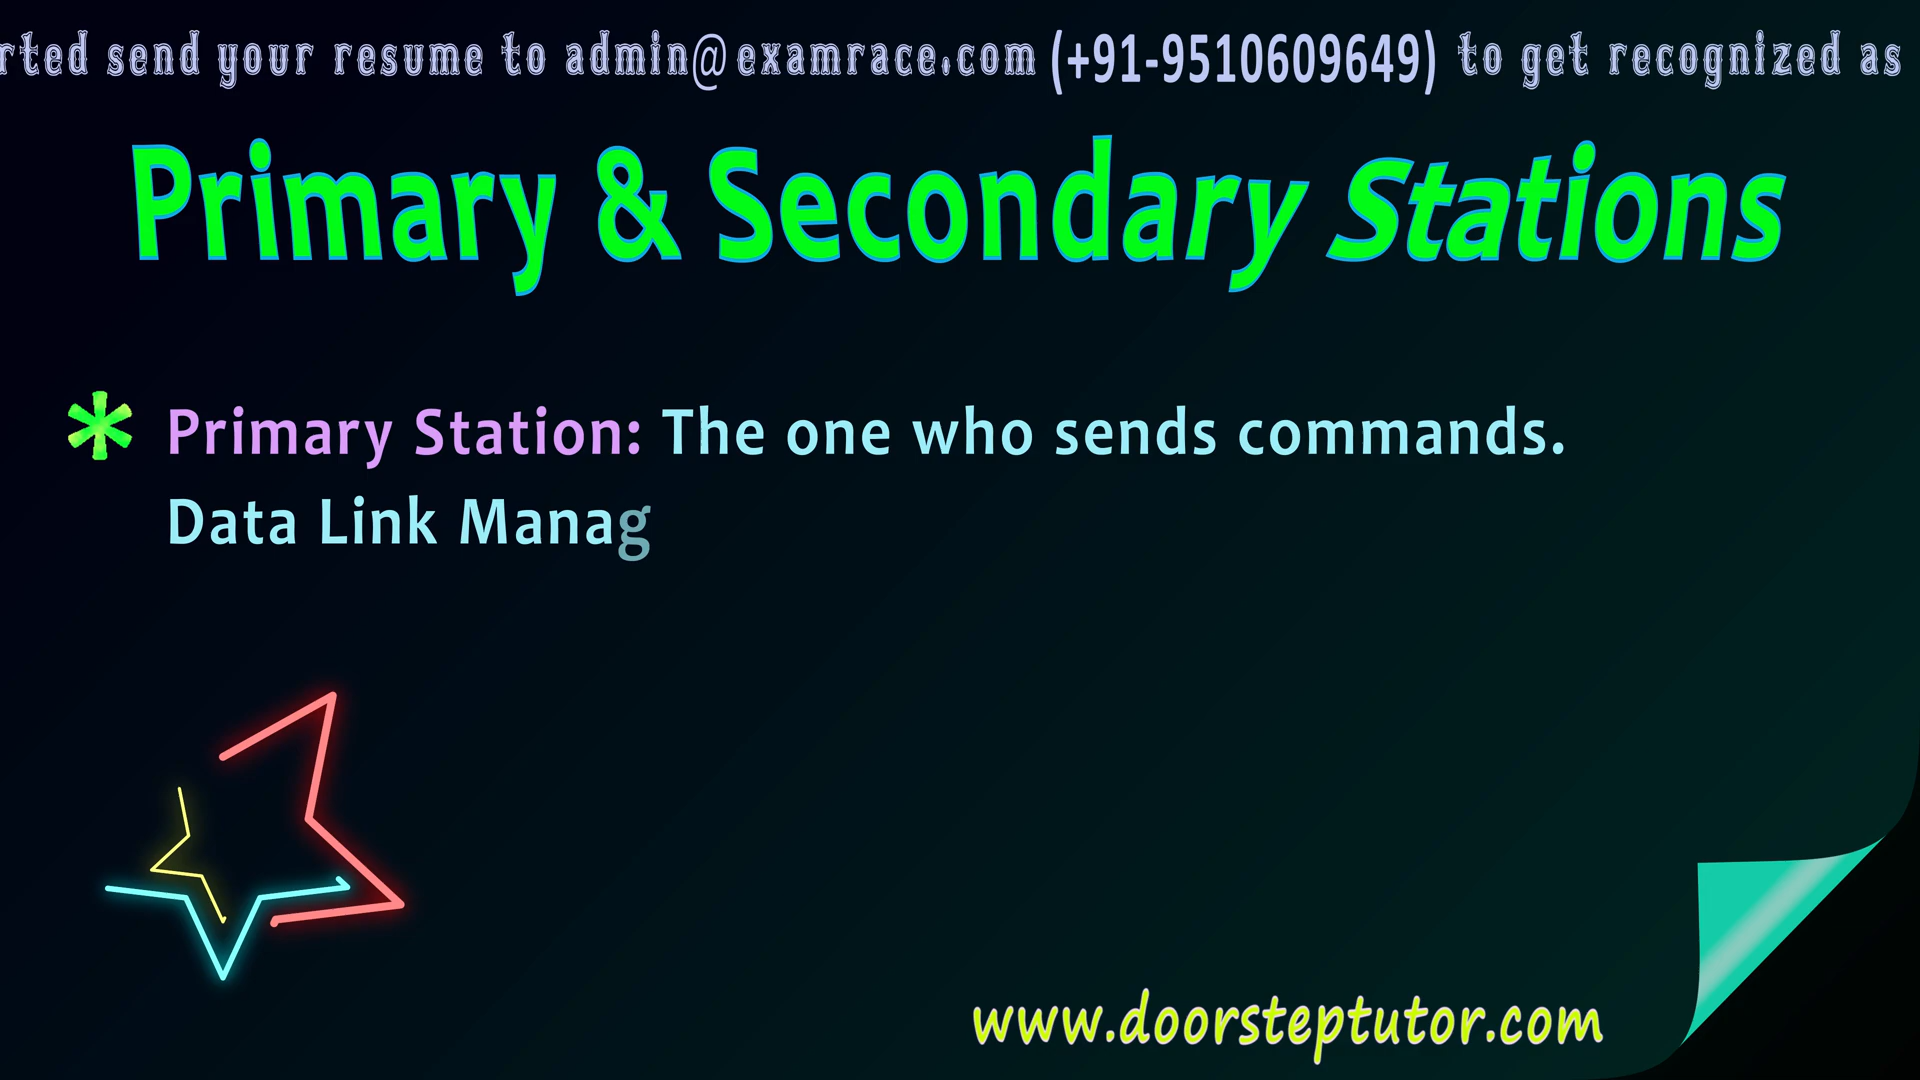 rted send your resume to admin@examrace.com (+91-9510609649) to get recognized as
Primary & Secondary Stations
* Primary Station: The one who sends commands.
Data Link Manag
www.doorsteptutor.com